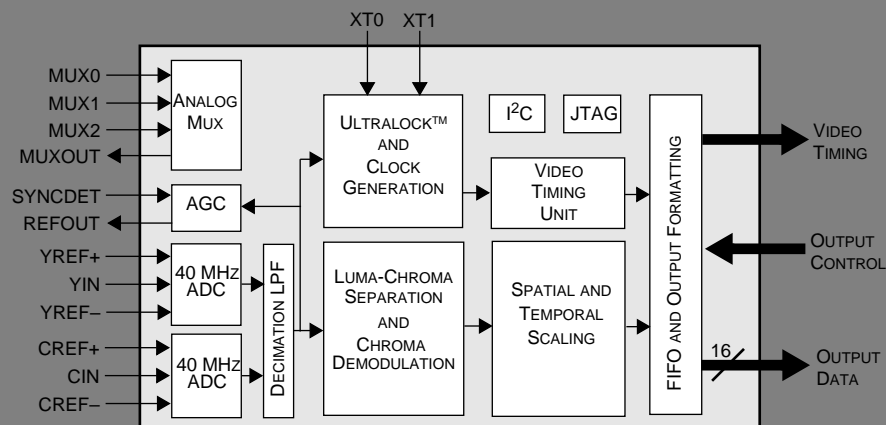 XT0 XT1
MUX0
MUX1
MUX2
MUXOUT
ANALOG
MUX
SYNCDET
REFOUT
AGC
YREF+
YIN
YREF–
40 MHz
ADC
CREF+
CIN
CREF–
40 MHz
ADC
DECIMATION LPF
ULTRALOCK™
AND
CLOCK
GENERATION
I²C
JTAG
VIDEO
TIMING
UNIT
LUMA-CHROMA
SEPARATION
AND
CHROMA
DEMODULATION
SPATIAL AND
TEMPORAL
SCALING
FIFO AND OUTPUT FORMATTING
VIDEO
TIMING
OUTPUT
CONTROL
16
OUTPUT
DATA